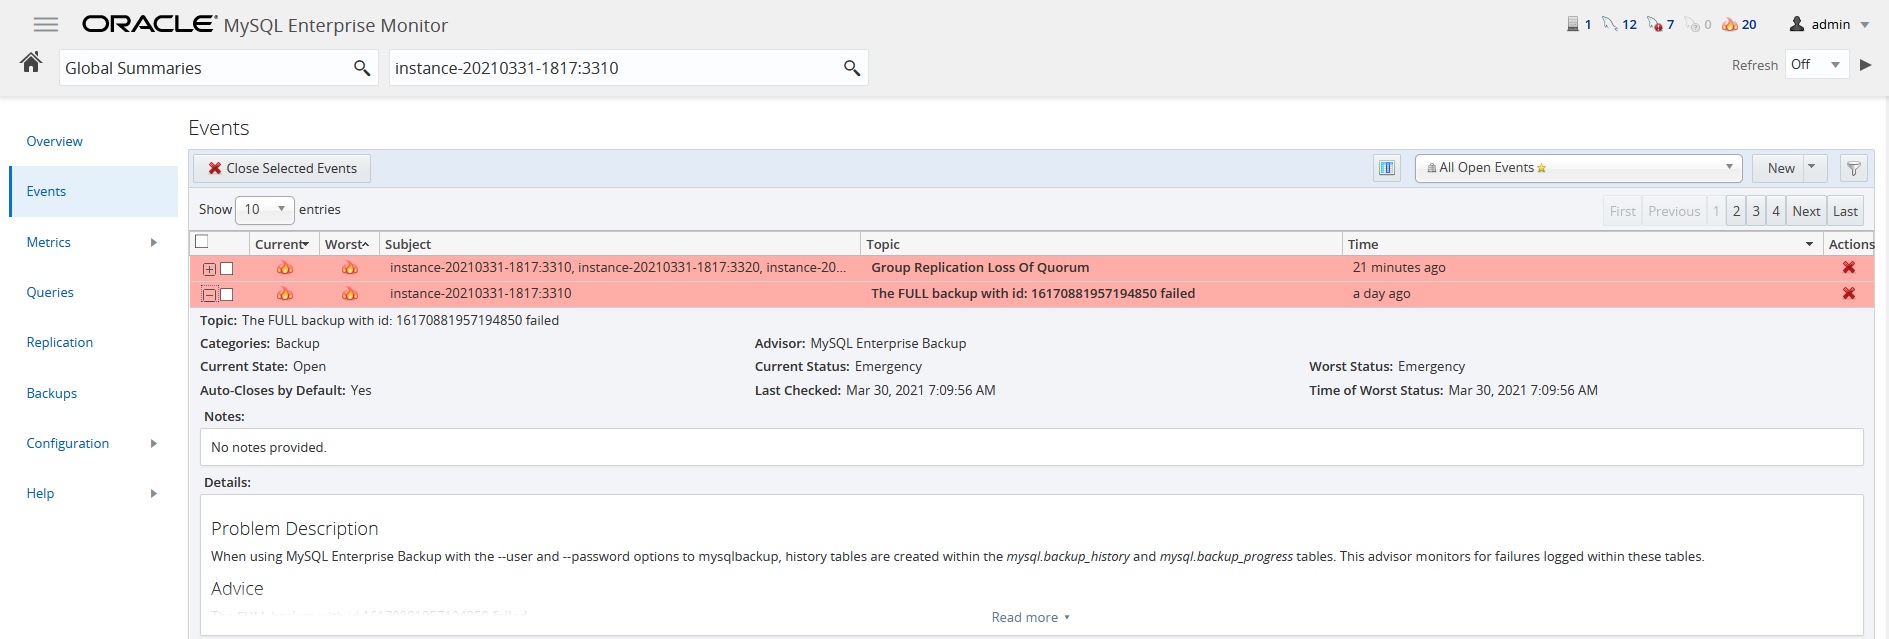 ORACLE® MySQL Enterprise Monitor
1 12 7 0 20 admin
Global Summaries instance-20210331-1817:3310 Refresh Off
Overview
Events
Metrics
Queries
Replication
Backups
Configuration
Help
Events
Close Selected Events All Open Events New
Show 10 entries First Previous 1 2 3 4 Next Last
Current Worst Subject Topic Time Actions
instance-20210331-1817:3310, instance-20210331-1817:3320, instance-20... Group Replication Loss Of Quorum 21 minutes ago
instance-20210331-1817:3310 The FULL backup with id: 16170881957194850 failed a day ago
Topic: The FULL backup with id: 16170881957194850 failed
Categories: Backup Advisor: MySQL Enterprise Backup
Current State: Open Current Status: Emergency Worst Status: Emergency
Auto-Closes by Default: Yes Last Checked: Mar 30, 2021 7:09:56 AM Time of Worst Status: Mar 30, 2021 7:09:56 AM
Notes:
No notes provided.
Details:
Problem Description
When using MySQL Enterprise Backup with the --user and --password options to mysqlbackup, history tables are created within the mysql.backup_history and mysql.backup_progress tables. This advisor monitors for failures logged within these tables.
Advice
Read more